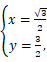 {x = √3/2
y = 3/2,